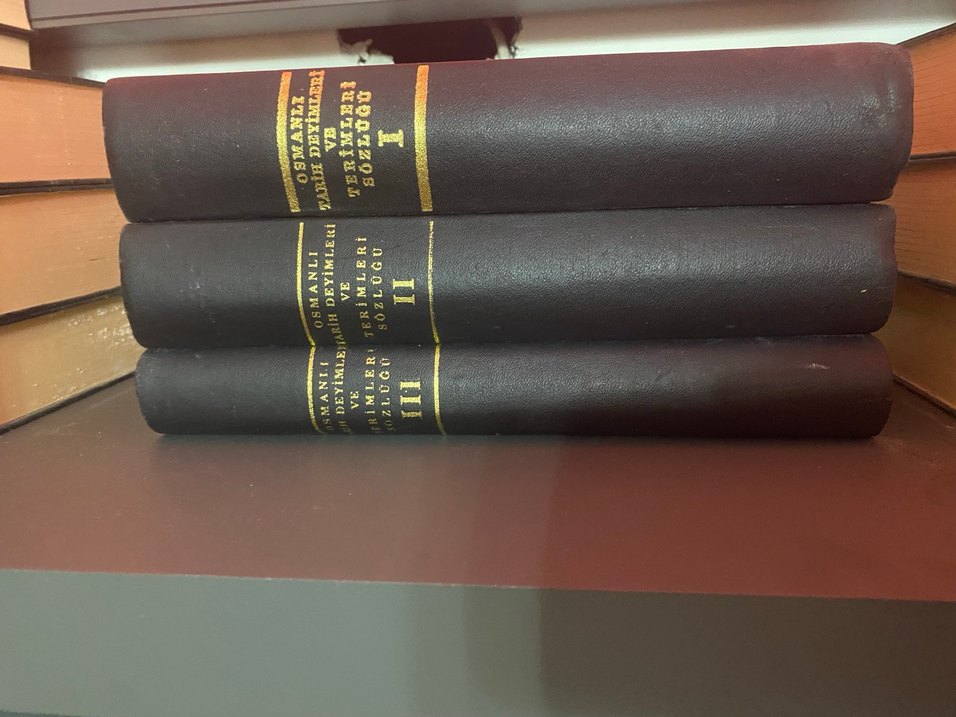 OSMANLI
TARİH DEYİMLERİ
VE
TERİMLERİ
SÖZLÜĞÜ
I
OSMANLI
TARİH DEYİMLERİ
VE
TERİMLERİ
SÖZLÜĞÜ
II
OSMANLI
TARİH DEYİMLERİ
VE
TERİMLERİ
SÖZLÜĞÜ
III